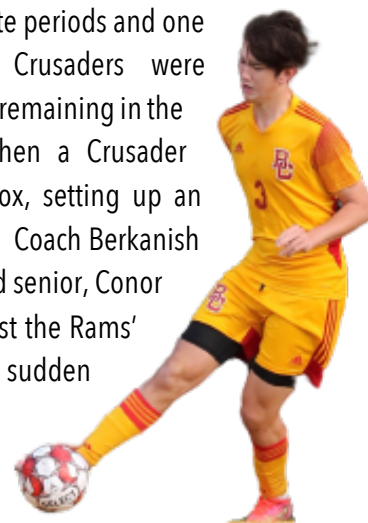 te periods and one
Crusaders were
remaining in the
hen a Crusader
ox, setting up an
Coach Berkanish
d senior, Conor
st the Rams'
sudden
BC
3
BC
SELECT